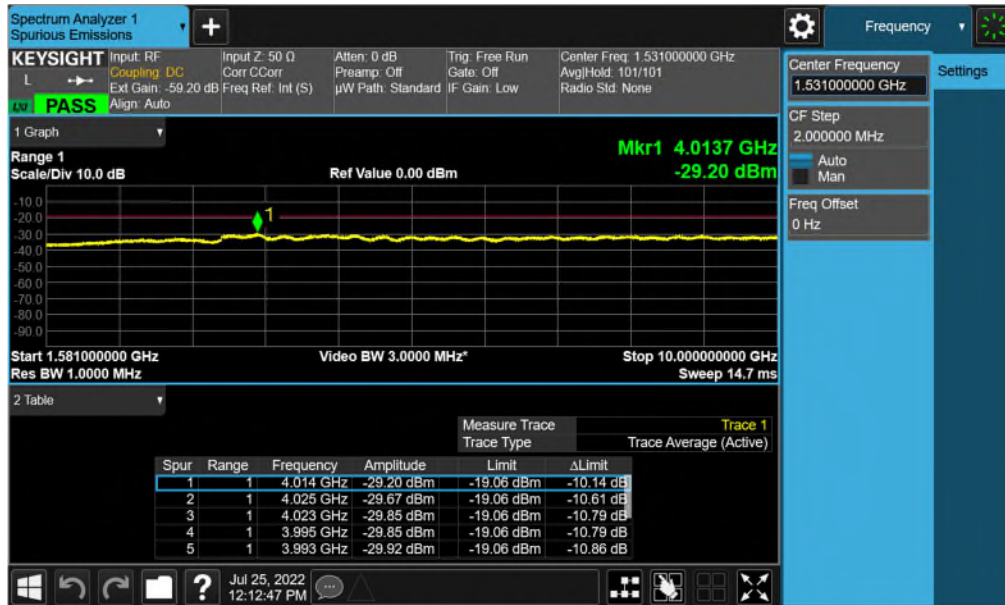 Spectrum Analyzer 1
Spurious Emissions
+
Frequency
KEYSIGHT Input: RF Input Z: 50 Ω Atten: 0 dB Trig: Free Run Center Freq: 1.531000000 GHz
L Coupling: DC Corr CCorr Preamp: Off Gate: Off Avg|Hold: 101/101
Ext Gain: -59.20 dB Freq Ref: Int (S) µW Path: Standard IF Gain: Low Radio Std: None
PASS Align: Auto
Center Frequency
1.531000000 GHz
Settings
CF Step
2.000000 MHz
Auto
Man
Freq Offset
0 Hz
1 Graph
Range 1
Scale/Div 10.0 dB Ref Value 0.00 dBm
Mkr1 4.0137 GHz
-29.20 dBm
1
-10.0
-20.0
-30.0
-40.0
-50.0
-60.0
-70.0
-80.0
-90.0
Start 1.581000000 GHz Video BW 3.0000 MHz* Stop 10.000000000 GHz
Res BW 1.0000 MHz Sweep 14.7 ms
2 Table
Measure Trace Trace 1
Trace Type Trace Average (Active)
Spur Range Frequency Amplitude Limit ΔLimit
1 1 4.014 GHz -29.20 dBm -19.06 dBm -10.14 dB
2 1 4.025 GHz -29.67 dBm -19.06 dBm -10.61 dB
3 1 4.023 GHz -29.85 dBm -19.06 dBm -10.79 dB
4 1 3.995 GHz -29.85 dBm -19.06 dBm -10.79 dB
5 1 3.993 GHz -29.92 dBm -19.06 dBm -10.86 dB
? Jul 25, 2022
12:12:47 PM